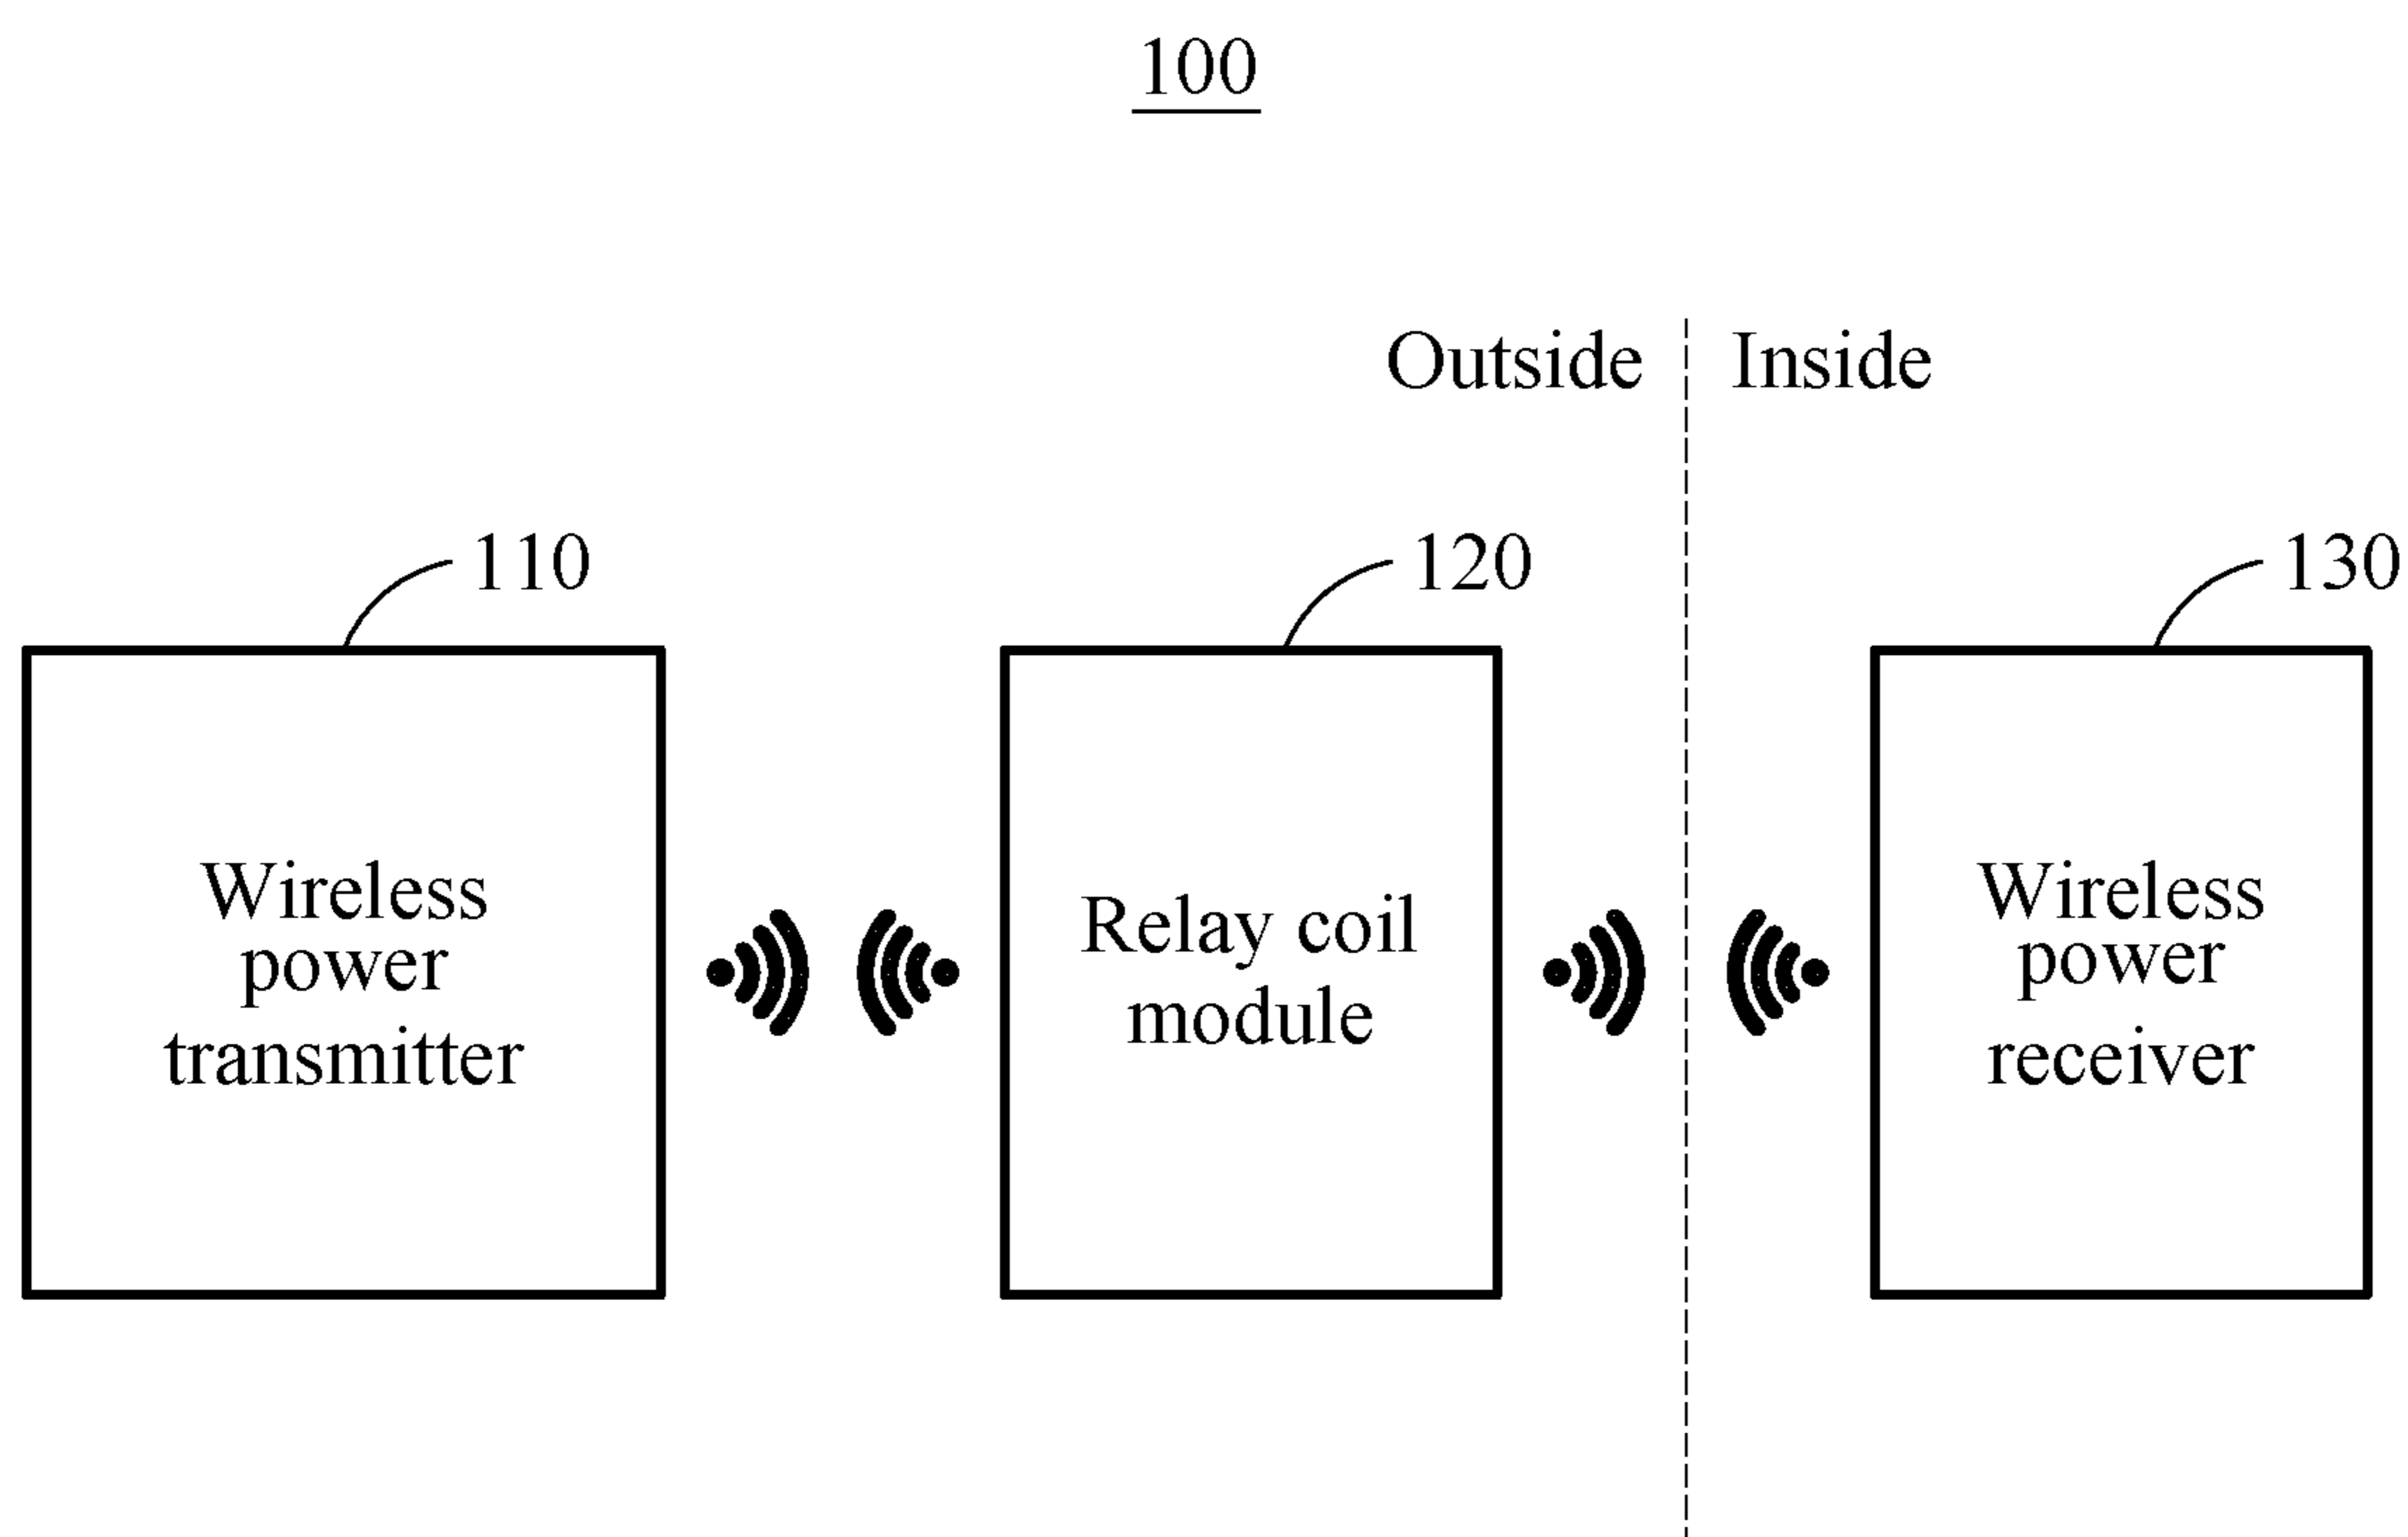 100
Outside
Inside
110
120
130
Wireless
power
transmitter
Relay coil
module
Wireless
power
receiver